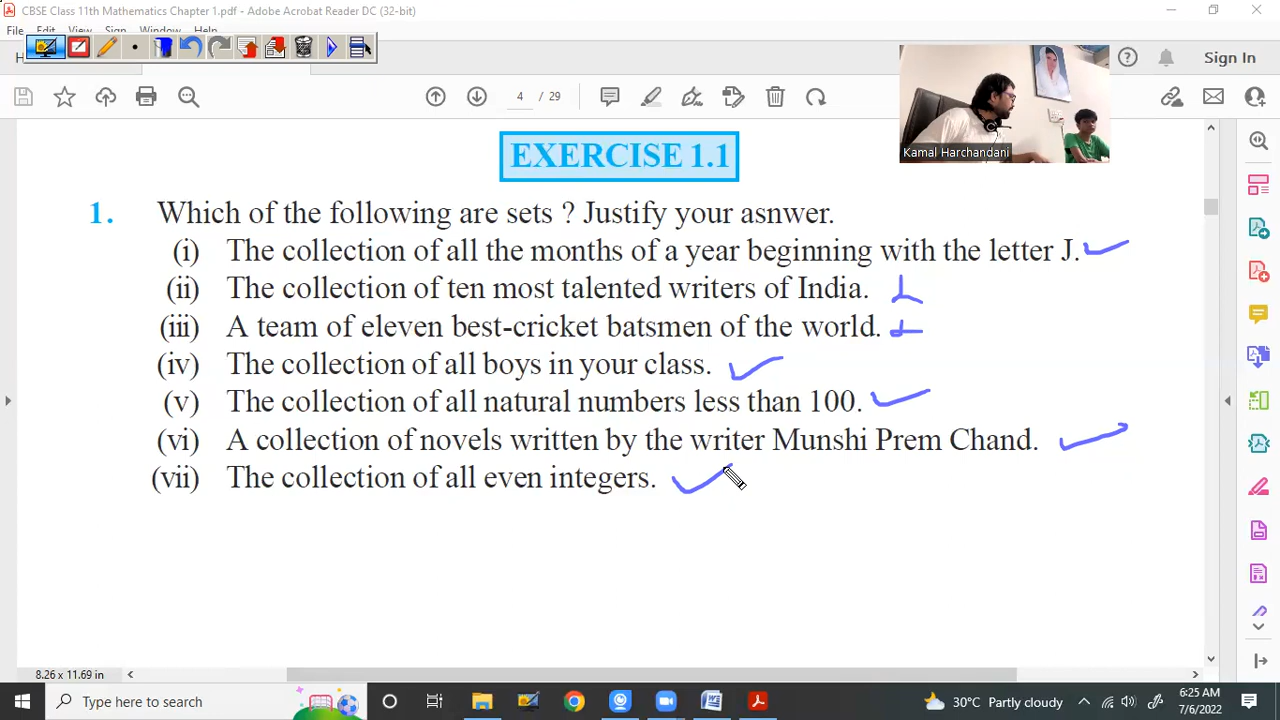 CBSE Class 11th Mathematics Chapter 1.pdf - Adobe Acrobat Reader DC (32-bit)
File Edit View Sign Window Help
4 / 29
Sign In
Kamal Harchandani
EXERCISE 1.1
1. Which of the following are sets ? Justify your asnwer.
(i) The collection of all the months of a year beginning with the letter J.
(ii) The collection of ten most talented writers of India.
(iii) A team of eleven best-cricket batsmen of the world.
(iv) The collection of all boys in your class.
(v) The collection of all natural numbers less than 100.
(vi) A collection of novels written by the writer Munshi Prem Chand.
(vii) The collection of all even integers.
8.26 x 11.69 in
Type here to search
30°C Partly cloudy
6:25 AM
7/6/2022